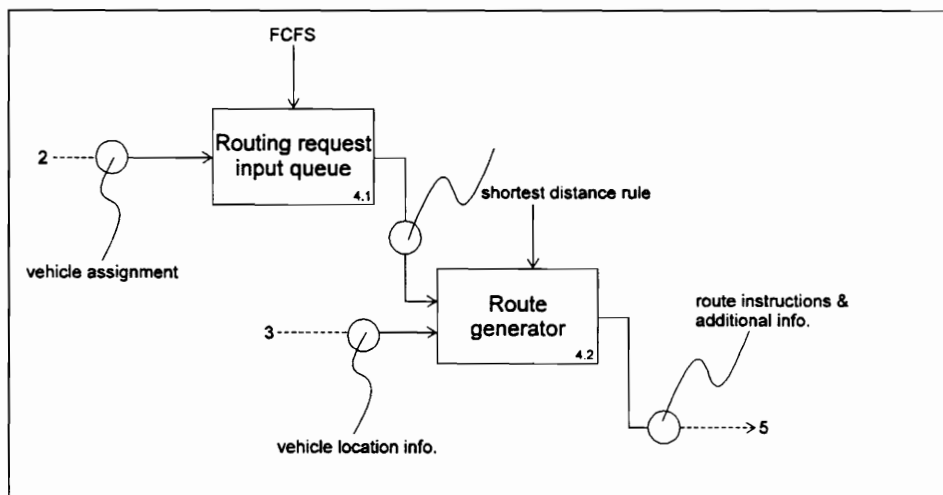 FCFS
Routing request
input queue
4.1
2
vehicle assignment
shortest distance rule
Route
generator
4.2
3
vehicle location info.
route instructions &
additional info.
5